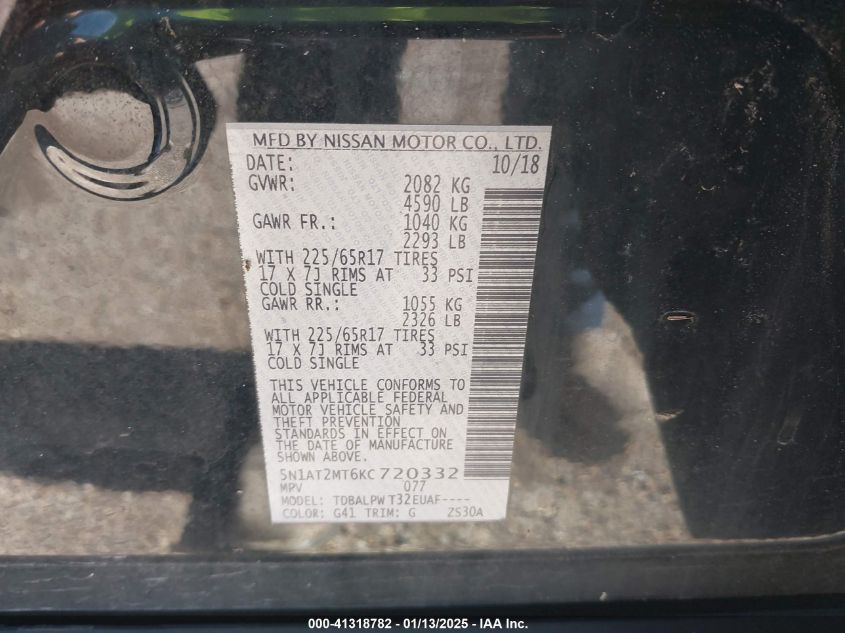 MFD BY NISSAN MOTOR CO., LTD.
DATE: 10/18
GVWR: 2082 KG
4590 LB
GAWR FR.: 1040 KG
2293 LB
WITH 225/65R17 TIRES
17 X 7J RIMS AT 33 PSI
COLD SINGLE
GAWR RR.: 1055 KG
2326 LB
WITH 225/65R17 TIRES
17 X 7J RIMS AT 33 PSI
COLD SINGLE
THIS VEHICLE CONFORMS TO
ALL APPLICABLE FEDERAL
MOTOR VEHICLE SAFETY AND
THEFT PREVENTION
STANDARDS IN EFFECT ON
THE DATE OF MANUFACTURE
SHOWN ABOVE.
5N1AT2MT6KC720332
MPV 077
MODEL: TDBALPW T32EUAF----
COLOR: G41 TRIM: G ZS30A
000-41318782 — 01/13/2025 — IAA Inc.